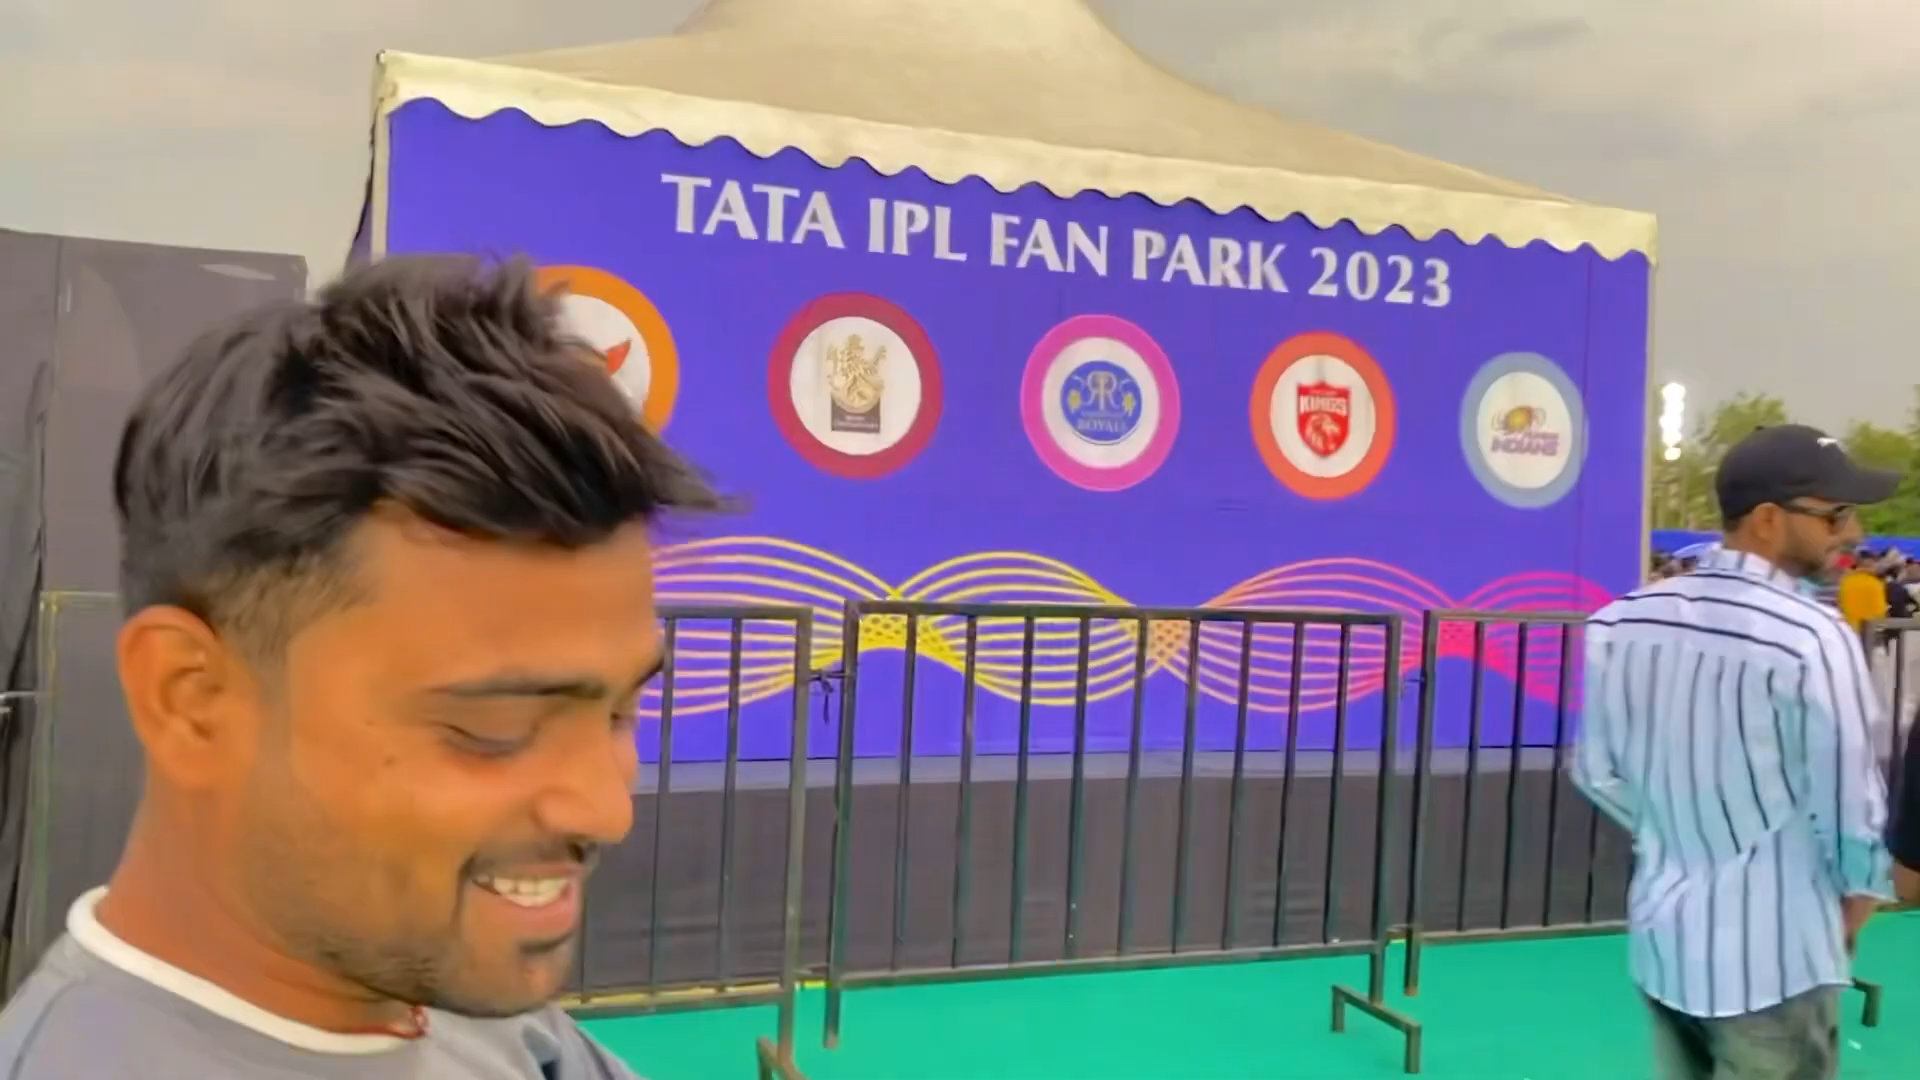 TATA IPL FAN PARK 2023
ROYALS
KINGS
INDIANS